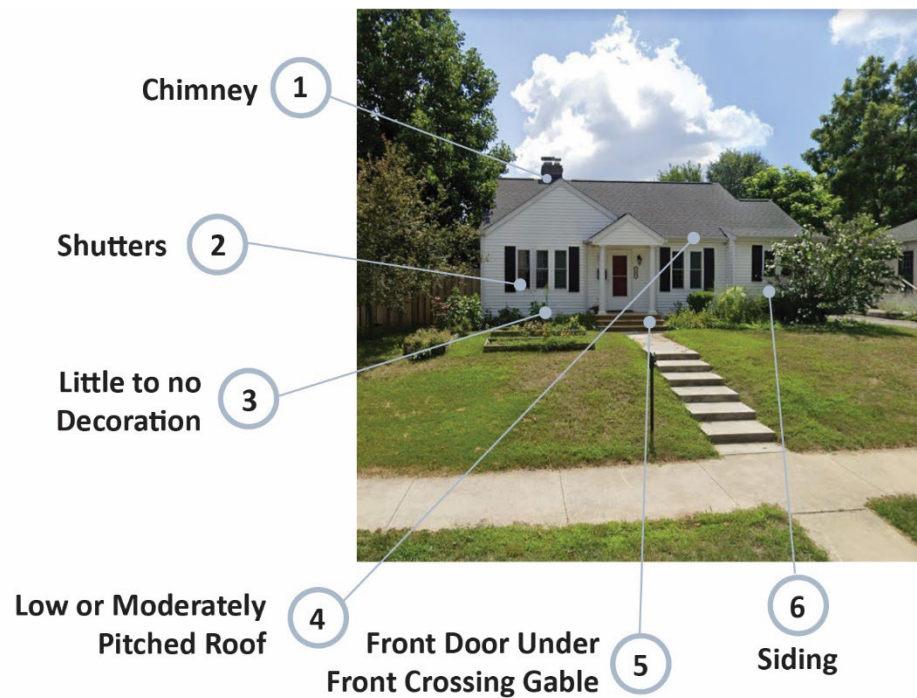 Chimney 1
Shutters 2
Little to no
Decoration
3
Low or Moderately
Pitched Roof
4
Front Door Under
Front Crossing Gable
5
6
Siding